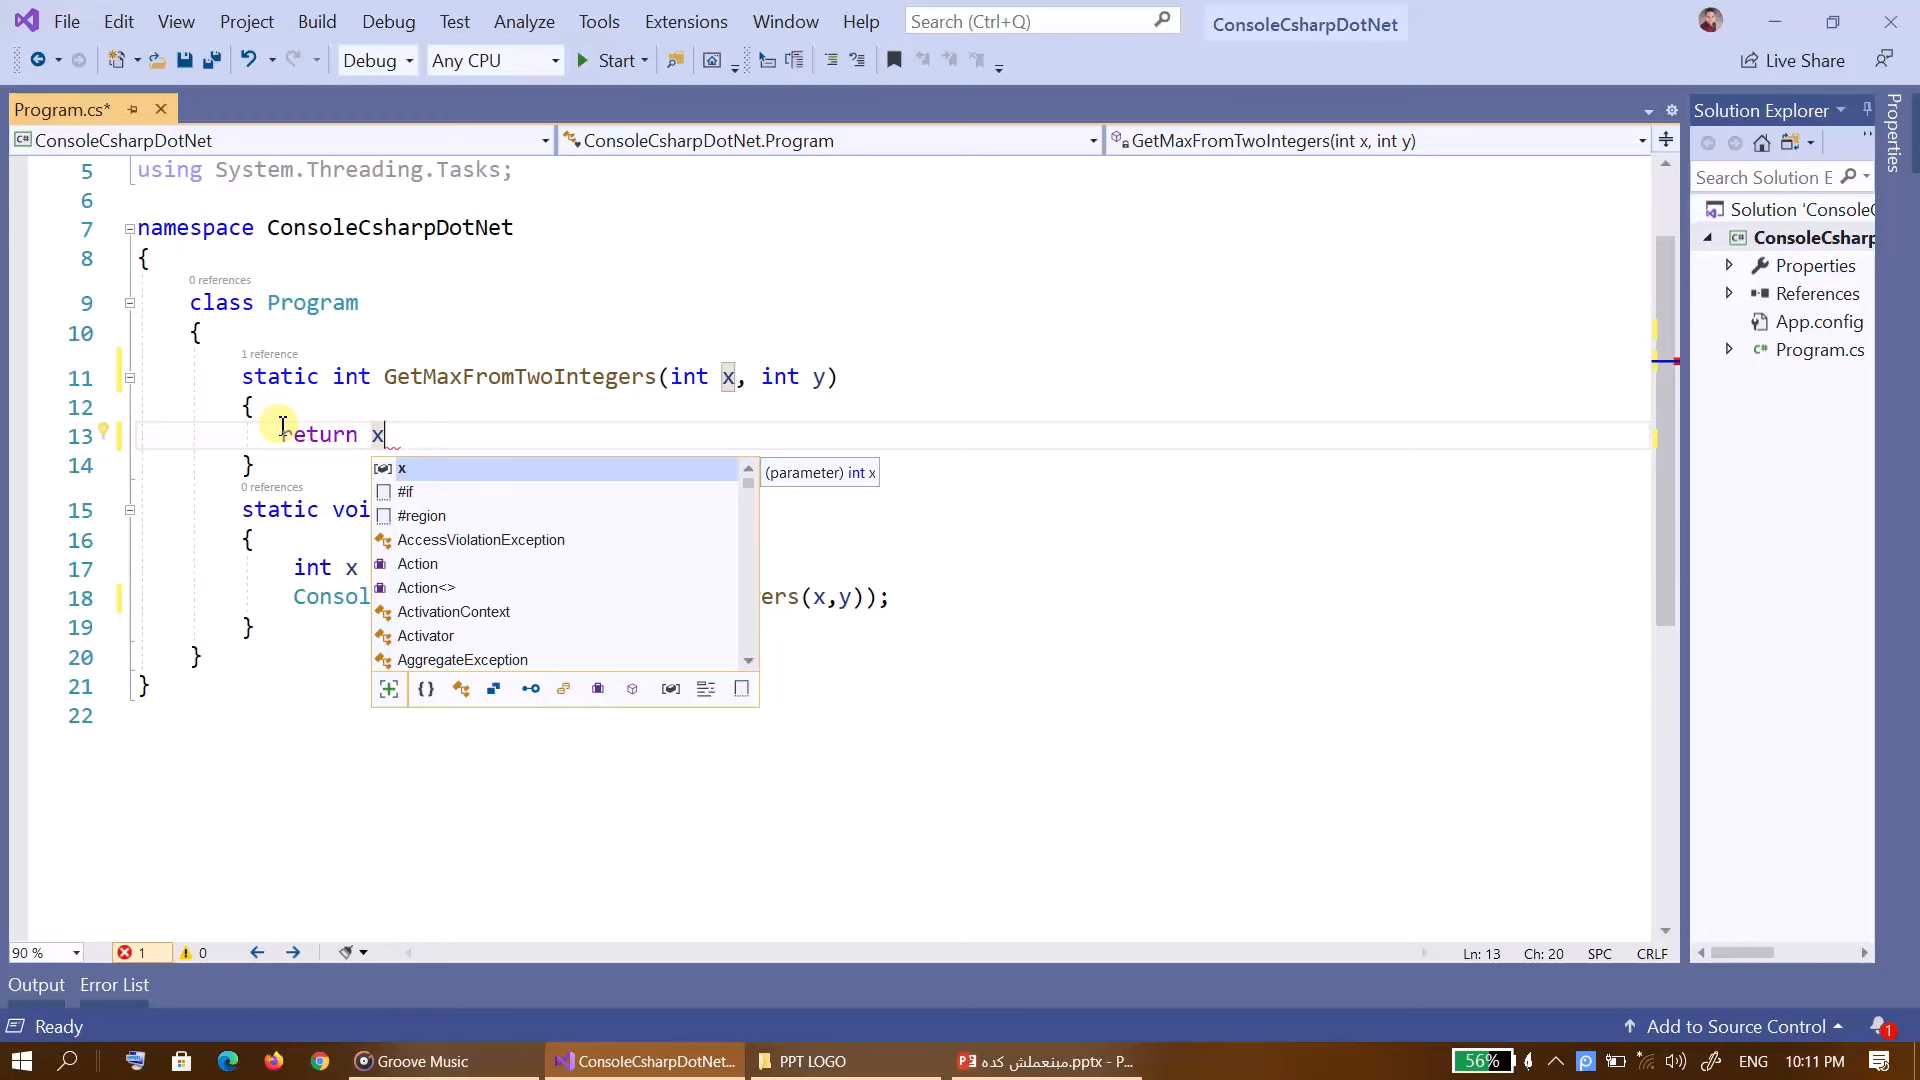 File Edit View Project Build Debug Test Analyze Tools Extensions Window Help Search (Ctrl+Q) ConsoleCsharpDotNet
Debug Any CPU Start Live Share
Program.cs* Solution Explorer Properties
ConsoleCsharpDotNet ConsoleCsharpDotNet.Program GetMaxFromTwoIntegers(int x, int y)
Search Solution E
5 using System.Threading.Tasks;
6
7 namespace ConsoleCsharpDotNet
8 {
0 references
9 class Program
10 {
1 reference
11 static int GetMaxFromTwoIntegers(int x, int y)
12 {
13 return x
14 }
0 references
15 static voi
16 {
17 int x
18 Consol ers(x,y));
19 }
20 }
21 }
22
x (parameter) int x
#if
#region
AccessViolationException
Action
Action<>
ActivationContext
Activator
AggregateException
Solution 'ConsoleC
ConsoleCsharp
Properties
References
App.config
Program.cs
90 % 1 0 Ln: 13 Ch: 20 SPC CRLF
Output Error List
Ready Add to Source Control 1
Groove Music ConsoleCsharpDotNet... PPT LOGO مبنعملش كده.pptx - P... 56% ENG 10:11 PM